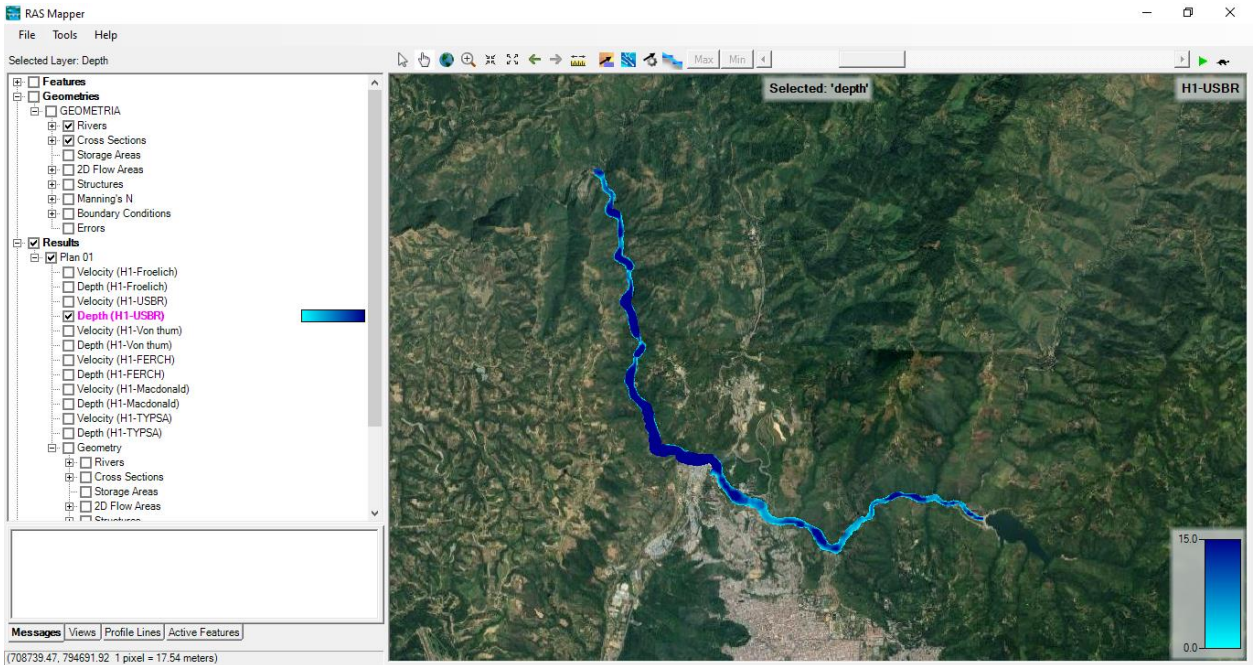 RAS Mapper
File Tools Help
Selected Layer: Depth
Max Min
Features
Geometries
GEOMETRIA
Rivers
Cross Sections
Storage Areas
2D Flow Areas
Structures
Manning's N
Boundary Conditions
Errors
Results
Plan 01
Velocity (H1-Froelich)
Depth (H1-Froelich)
Velocity (H1-USBR)
Depth (H1-USBR)
Velocity (H1-Von thum)
Depth (H1-Von thum)
Velocity (H1-FERCH)
Depth (H1-FERCH)
Velocity (H1-Macdonald)
Depth (H1-Macdonald)
Velocity (H1-TYPSA)
Depth (H1-TYPSA)
Geometry
Rivers
Cross Sections
Storage Areas
2D Flow Areas
Structures
Messages Views Profile Lines Active Features
(708739.47, 794691.92 1 pixel = 17.54 meters)
Selected: 'depth'
H1-USBR
15.0
0.0